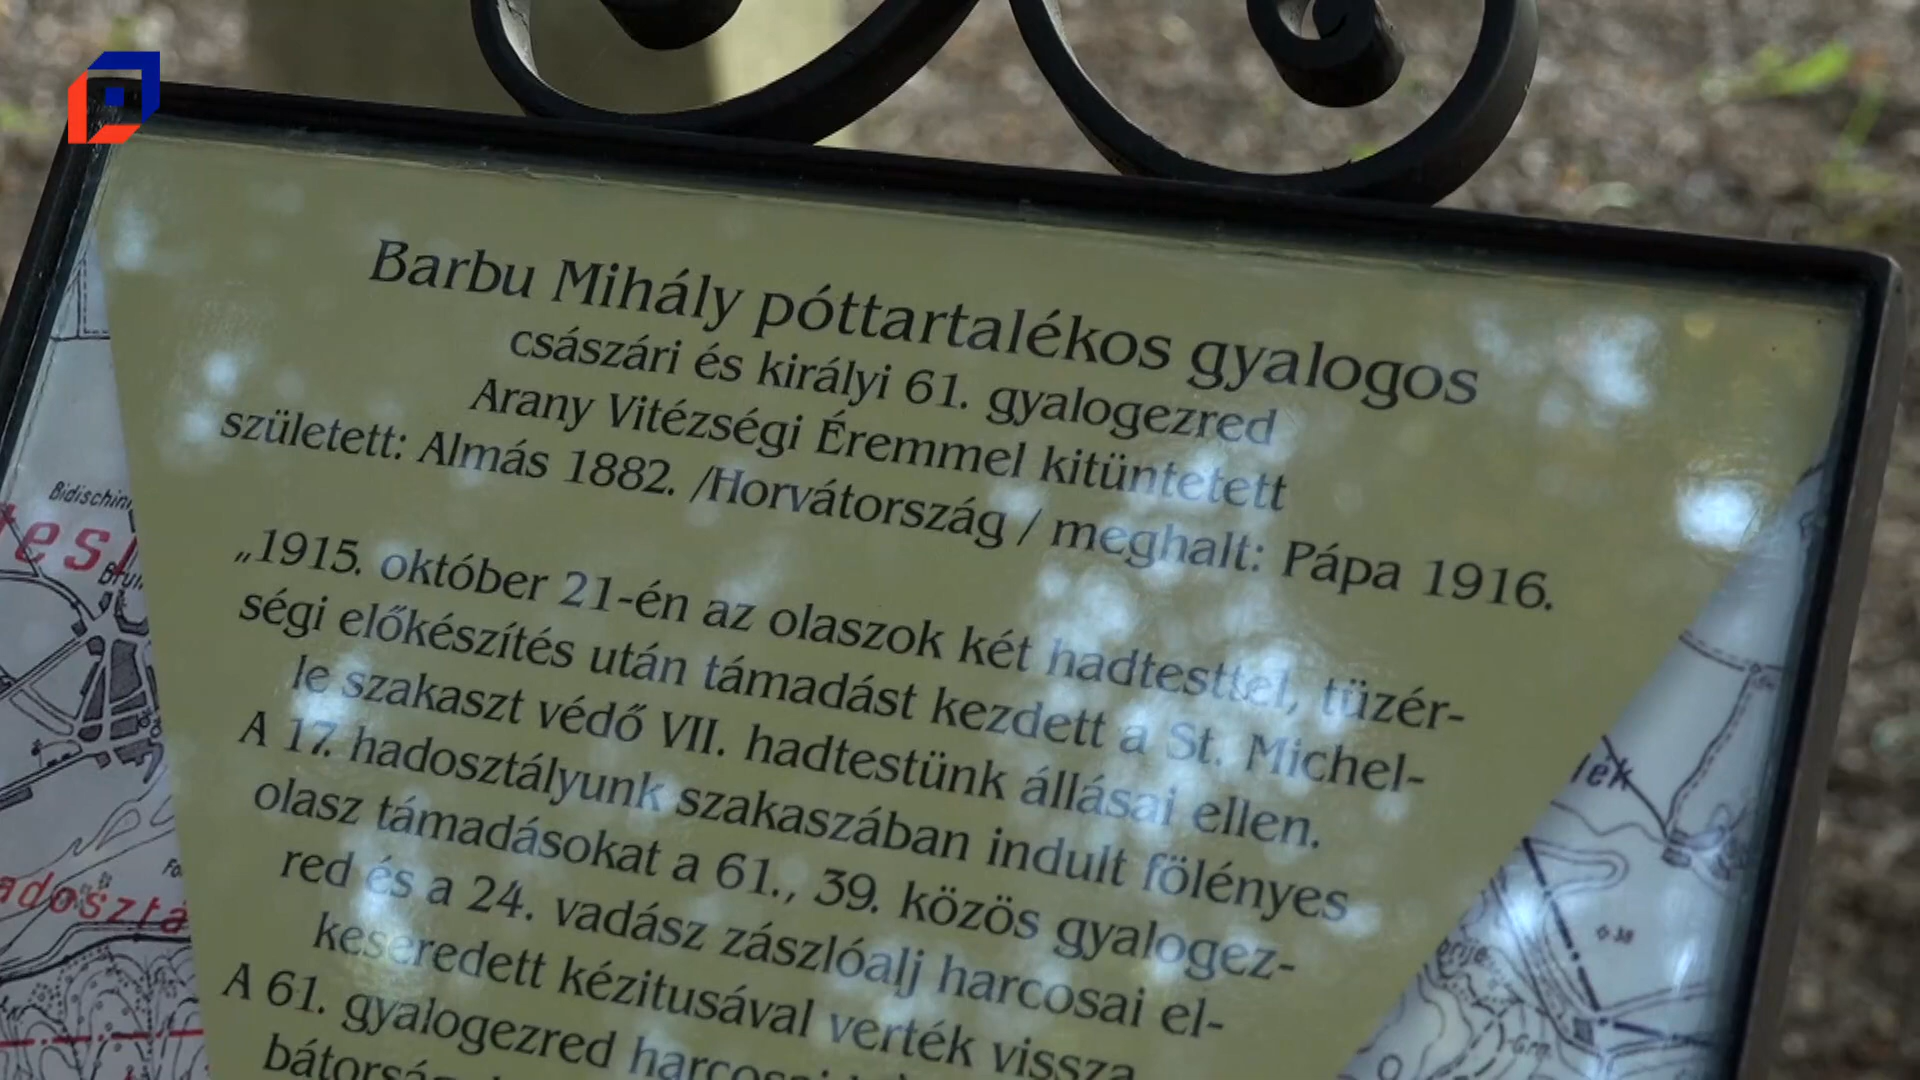 Barbu Mihály póttartalékos gyalogos
császári és királyi 61. gyalogezred
Arany Vitézségi Éremmel kitüntetett
született: Almás 1882. /Horvátország / meghalt: Pápa 1916.
„1915. október 21-én az olaszok két hadtesttel, tüzér-
ségi előkészítés után támadást kezdett a St. Michel-
le szakaszt védő VII. hadtestünk állásai ellen.
A 17. hadosztályunk szakaszában indult fölényes
olasz támadásokat a 61., 39. közös gyalogez-
red és a 24. vadász zászlóalj harcosai el-
keseredett kézitusával verték vissza
A 61. gyalogezred harcosai